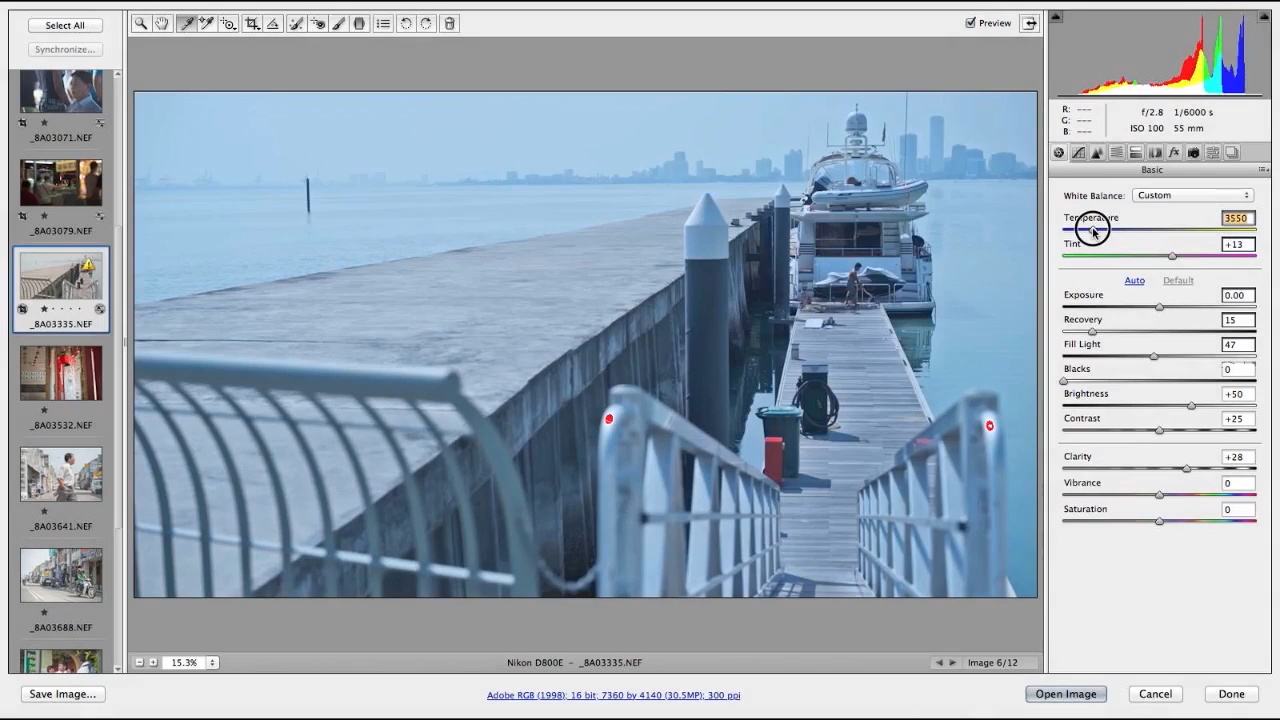 Select All
Synchronize...
_8A03071.NEF
_8A03079.NEF
_8A03335.NEF
_8A03532.NEF
_8A03641.NEF
_8A03688.NEF
Preview
R: ---
G: ---
B: ---
f/2.8 1/6000 s
ISO 100 55 mm
fx
Basic
White Balance: Custom
Temperature 3550
Tint +13
Auto Default
Exposure 0.00
Recovery 15
Fill Light 47
Blacks 0
Brightness +50
Contrast +25
Clarity +28
Vibrance 0
Saturation 0
15.3%
Nikon D800E - _8A03335.NEF
Image 6/12
Save Image...
Adobe RGB (1998); 16 bit; 7360 by 4140 (30.5MP); 300 ppi
Open Image
Cancel
Done